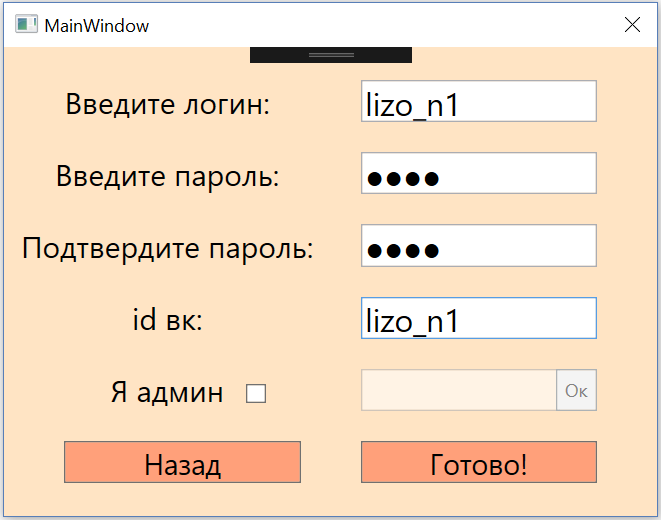 MainWindow
Введите логин: lizo_n1
Введите пароль: ●●●●
Подтвердите пароль: ●●●●
id вк: lizo_n1
Я админ Ок
Назад Готово!